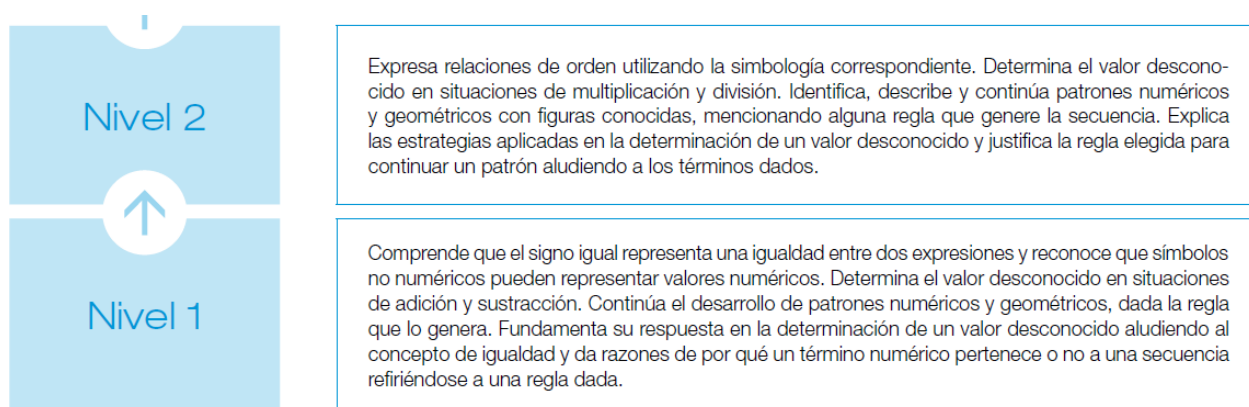 Nivel 2
Expresa relaciones de orden utilizando la simbología correspondiente. Determina el valor descono-
cido en situaciones de multiplicación y división. Identifica, describe y continúa patrones numéricos
y geométricos con figuras conocidas, mencionando alguna regla que genere la secuencia. Explica
las estrategias aplicadas en la determinación de un valor desconocido y justifica la regla elegida para
continuar un patrón aludiendo a los términos dados.
Nivel 1
Comprende que el signo igual representa una igualdad entre dos expresiones y reconoce que símbolos
no numéricos pueden representar valores numéricos. Determina el valor desconocido en situaciones
de adición y sustracción. Continúa el desarrollo de patrones numéricos y geométricos, dada la regla
que lo genera. Fundamenta su respuesta en la determinación de un valor desconocido aludiendo al
concepto de igualdad y da razones de por qué un término numérico pertenece o no a una secuencia
refiriéndose a una regla dada.